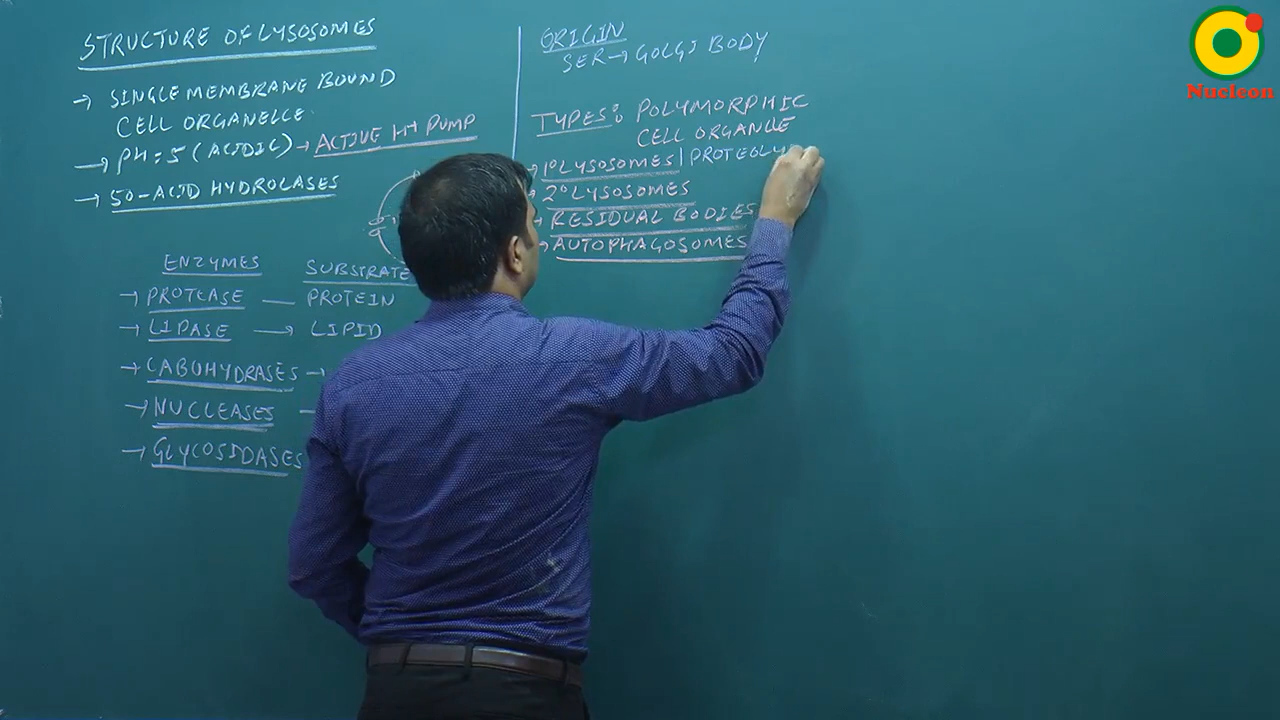 STRUCTURE OF LYSOSOMES
→ SINGLE MEMBRANE BOUND
CELL ORGANELLE.
→ PH = 5 (ACIDIC) → ACTIVE H+ PUMP
→ 50-ACID HYDROLASES
ENZYMES SUBSTRATE
→ PROTEASE — PROTEIN
→ LIPASE → LIPID
→ CABOHYDRASES →
→ NUCLEASES —
→ GLYCOSIDASES
ORIGIN
SER → GOLGI BODY
TYPES: POLYMORPHIC
CELL ORGANLE
→ 1° LYSOSOMES | PROTEOLY
→ 2° LYSOSOMES
→ RESIDUAL BODIES
→ AUTOPHAGOSOMES
Nucleon